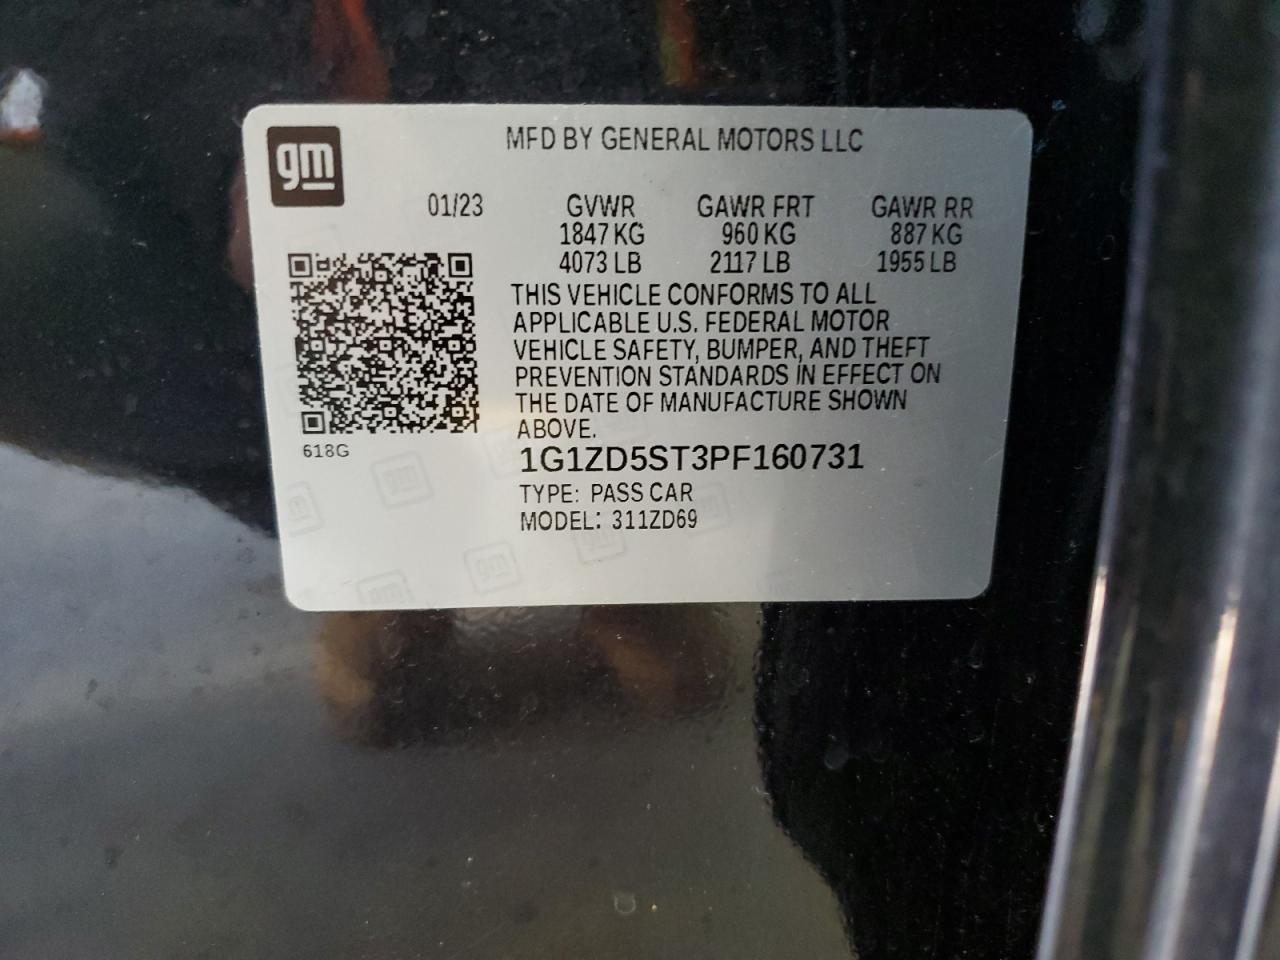 gm
MFD BY GENERAL MOTORS LLC
01/23 GVWR GAWR FRT GAWR RR
1847 KG 960 KG 887 KG
4073 LB 2117 LB 1955 LB
THIS VEHICLE CONFORMS TO ALL
APPLICABLE U.S. FEDERAL MOTOR
VEHICLE SAFETY, BUMPER, AND THEFT
PREVENTION STANDARDS IN EFFECT ON
THE DATE OF MANUFACTURE SHOWN
ABOVE.
618G
1G1ZD5ST3PF160731
TYPE: PASS CAR
MODEL: 311ZD69